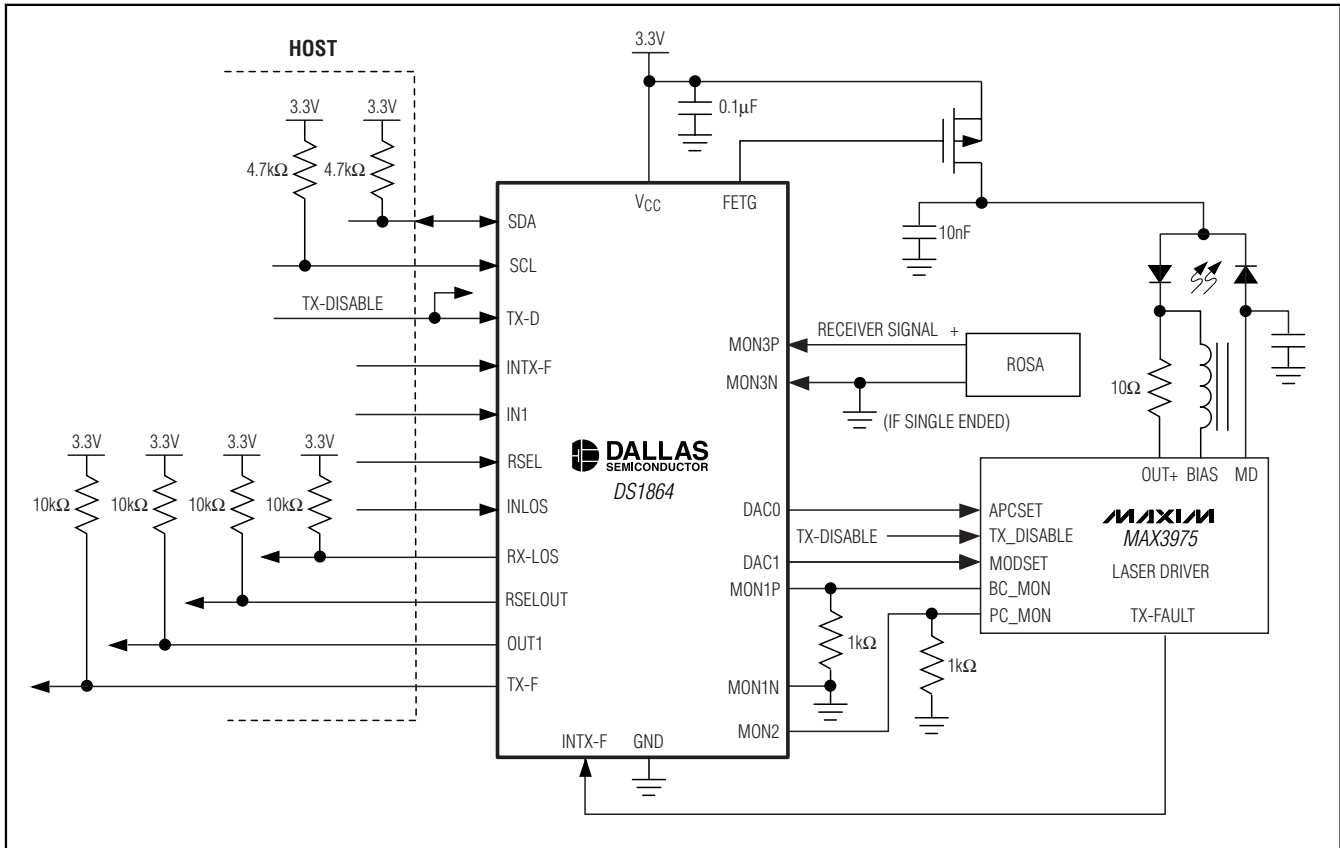 HOST
3.3V
3.3V
3.3V
0.1µF
4.7kΩ
4.7kΩ
VCC
FETG
SDA
10nF
SCL
TX-DISABLE
TX-D
MON3P
RECEIVER SIGNAL +
INTX-F
ROSA
MON3N
(IF SINGLE ENDED)
10Ω
IN1
3.3V
3.3V
3.3V
3.3V
RSEL
DALLAS
SEMICONDUCTOR
DS1864
OUT+ BIAS MD
10kΩ
10kΩ
10kΩ
10kΩ
INLOS
DAC0
APCSET
MAXIM
TX-DISABLE
TX_DISABLE
MAX3975
RX-LOS
DAC1
MODSET
LASER DRIVER
MON1P
BC_MON
RSELOUT
PC_MON
TX-FAULT
OUT1
1kΩ
1kΩ
TX-F
MON1N
MON2
INTX-F
GND